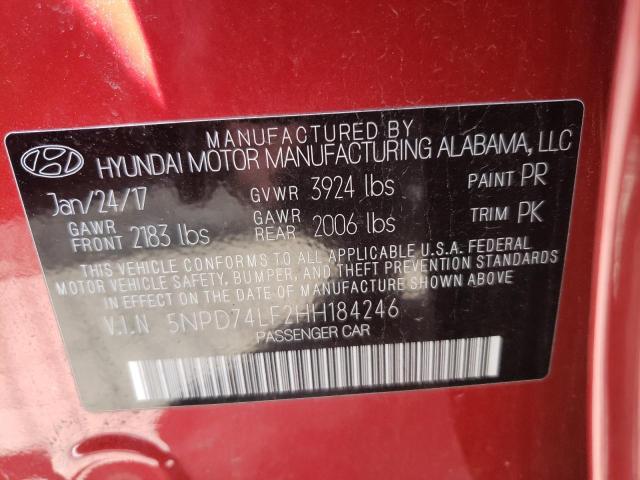 MANUFACTURED BY
HYUNDAI MOTOR MANUFACTURING ALABAMA, LLC
Jan/24/17 GVWR 3924 lbs PAINT PR
GAWR FRONT 2183 lbs GAWR REAR 2006 lbs TRIM PK
THIS VEHICLE CONFORMS TO ALL APPLICABLE U.S.A. FEDERAL
MOTOR VEHICLE SAFETY, BUMPER, AND THEFT PREVENTION STANDARDS
IN EFFECT ON THE DATE OF MANUFACTURE SHOWN ABOVE
V.I.N 5NPD74LF2HH184246
PASSENGER CAR